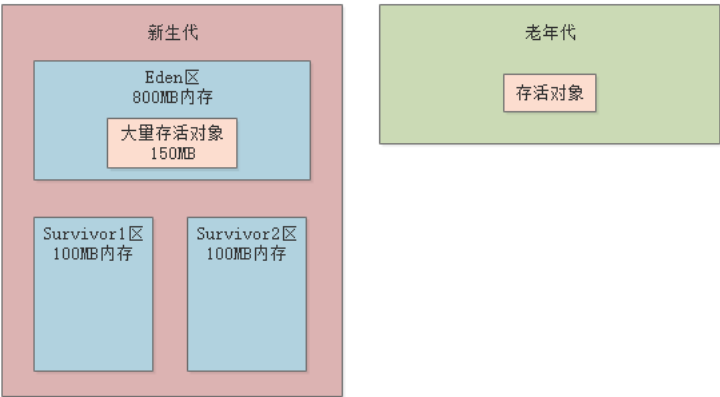 新生代
Eden区
800MB内存
大量存活对象
150MB
Survivor1区
100MB内存
Survivor2区
100MB内存
老年代
存活对象